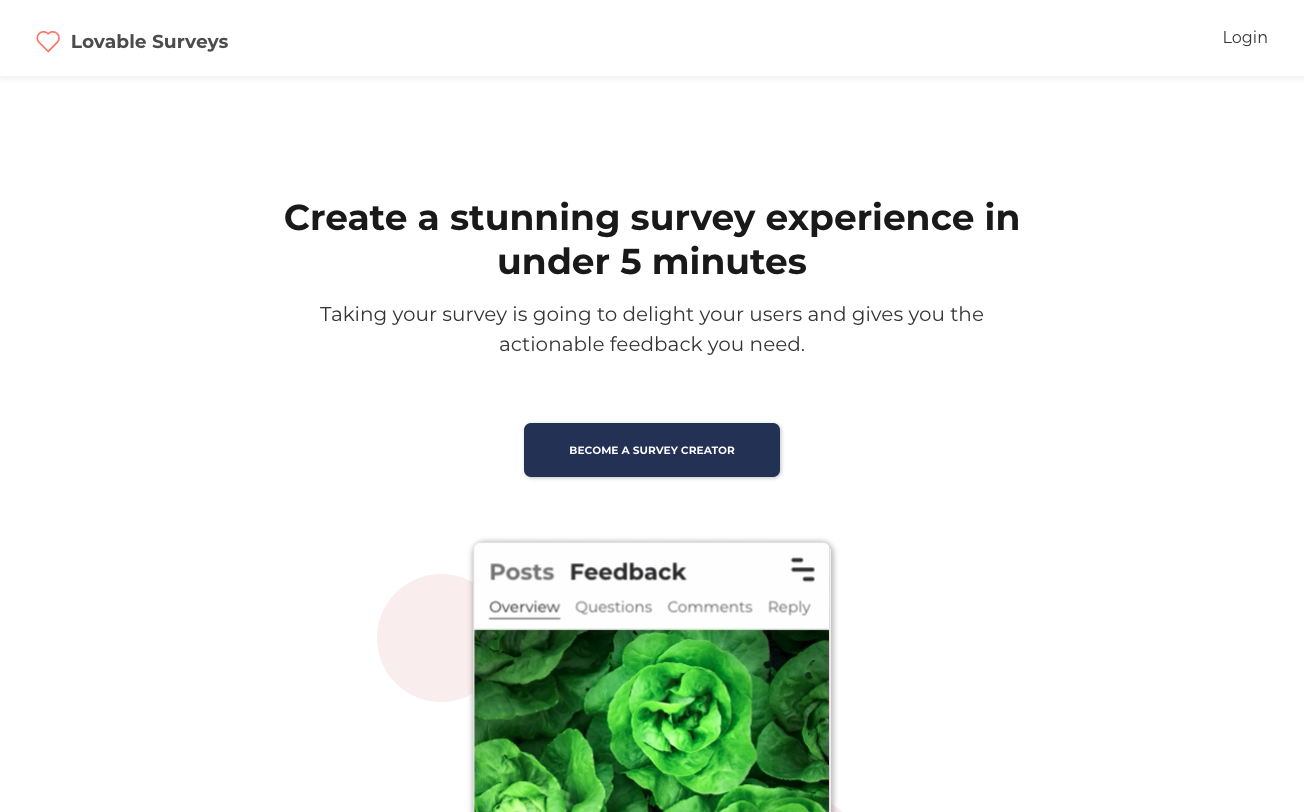 Lovable Surveys
Login
Create a stunning survey experience in
under 5 minutes
Taking your survey is going to delight your users and gives you the
actionable feedback you need.
BECOME A SURVEY CREATOR
Posts Feedback
Overview Questions Comments Reply